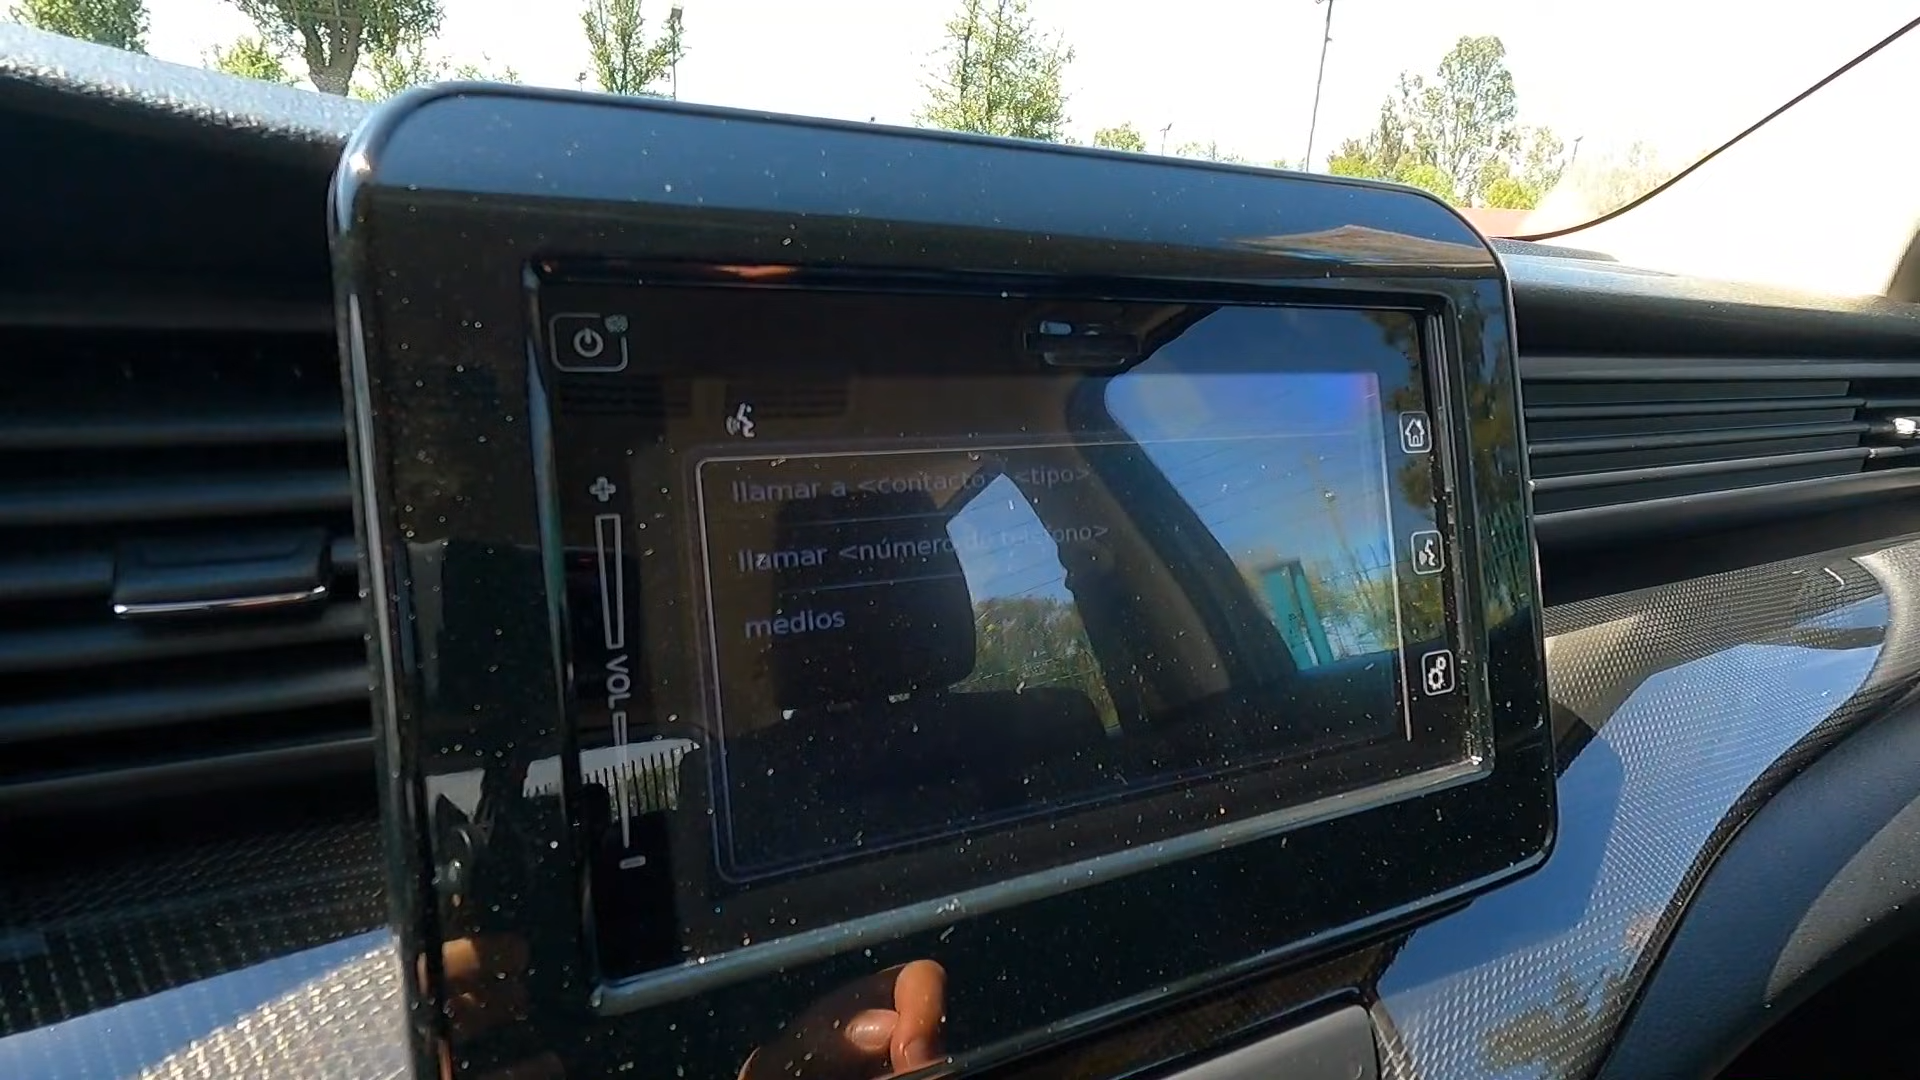 llamar a <contacto> <tipo>
llamar <número de teléfono>
medios
+
VOL
-